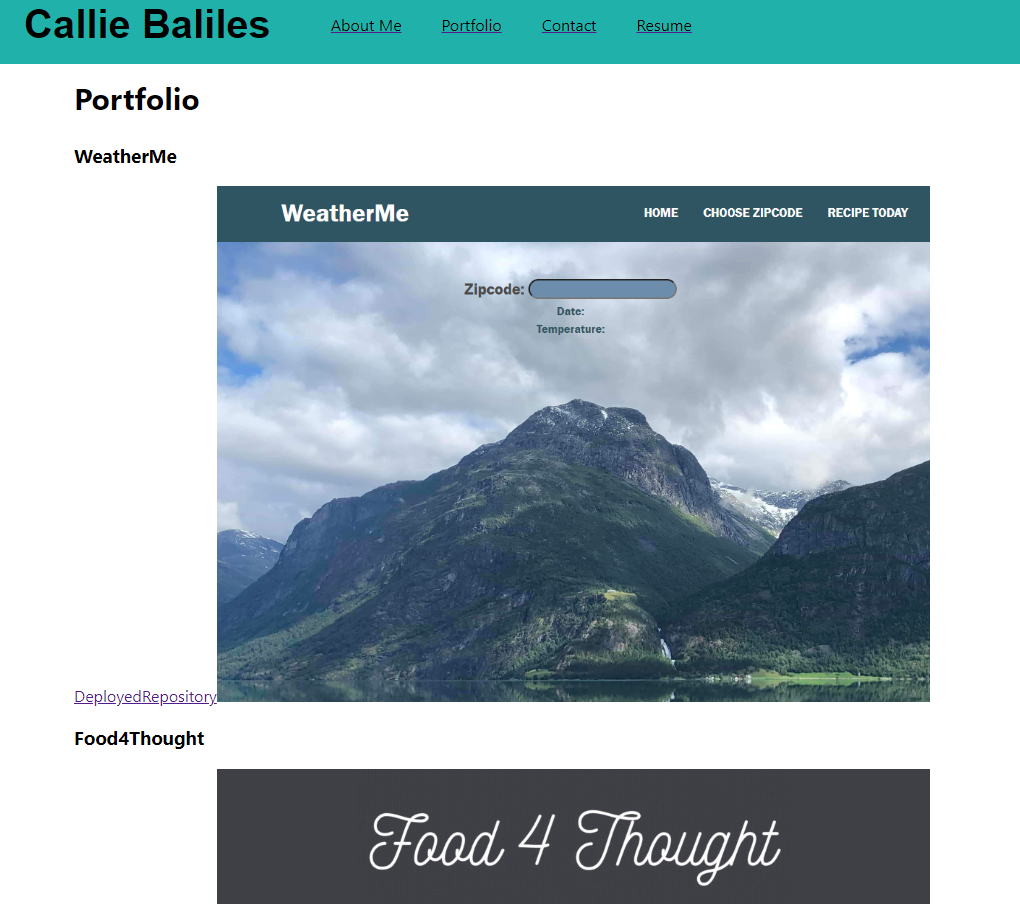 Callie Baliles About Me Portfolio Contact Resume
Portfolio
WeatherMe
WeatherMe HOME CHOOSE ZIPCODE RECIPE TODAY
Zipcode:
Date:
Temperature:
DeployedRepository
Food4Thought
Food 4 Thought